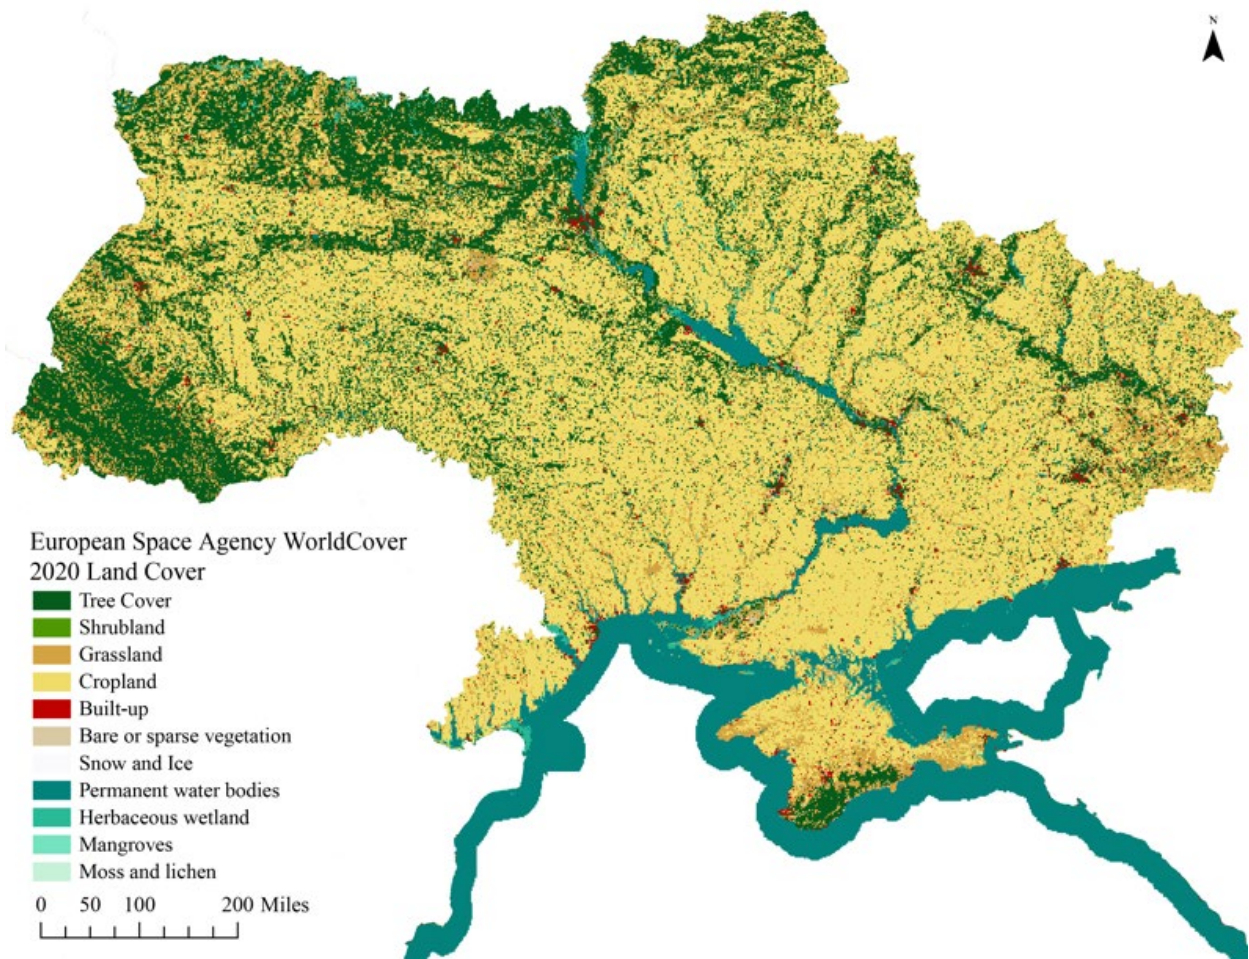 N
European Space Agency WorldCover
2020 Land Cover
Tree Cover
Shrubland
Grassland
Cropland
Built-up
Bare or sparse vegetation
Snow and Ice
Permanent water bodies
Herbaceous wetland
Mangroves
Moss and lichen
0 50 100 200 Miles